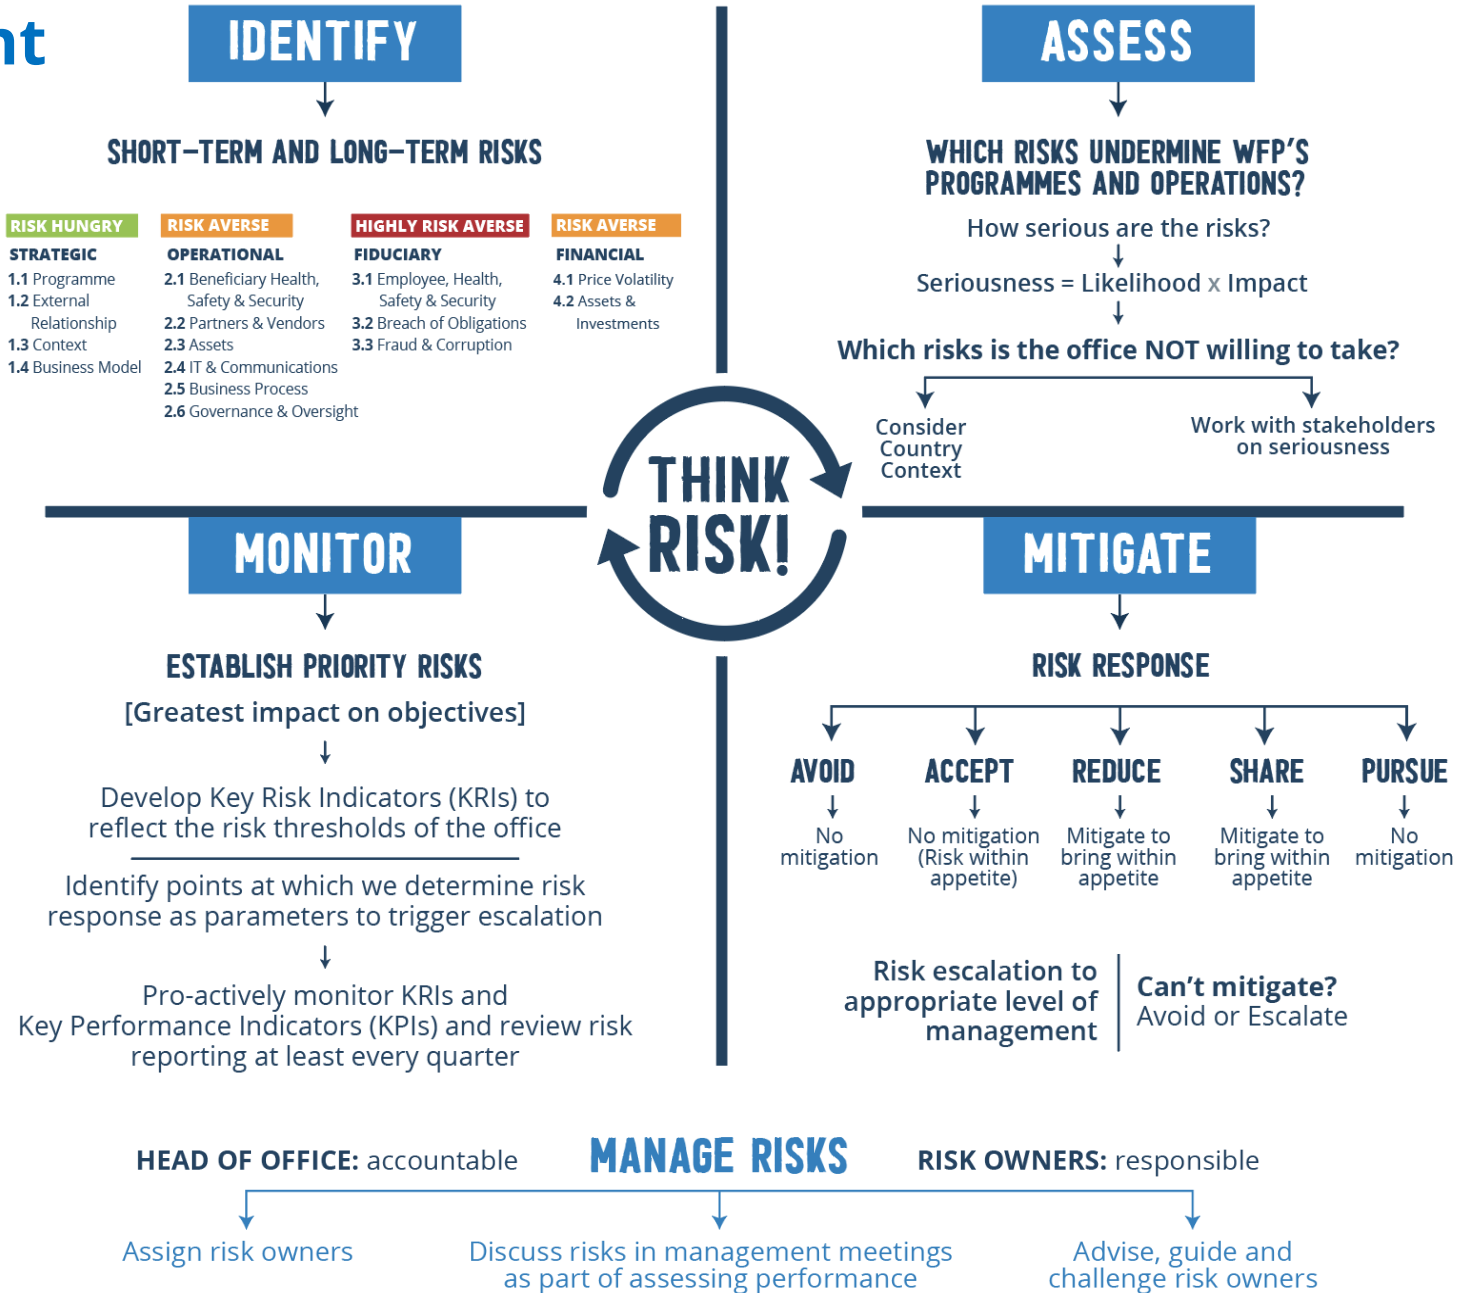 nt
IDENTIFY
SHORT-TERM AND LONG-TERM RISKS
RISK HUNGRY
STRATEGIC
1.1 Programme
1.2 External
Relationship
1.3 Context
1.4 Business Model
RISK AVERSE
OPERATIONAL
2.1 Beneficiary Health,
Safety & Security
2.2 Partners & Vendors
2.3 Assets
2.4 IT & Communications
2.5 Business Process
2.6 Governance & Oversight
HIGHLY RISK AVERSE
FIDUCIARY
3.1 Employee, Health,
Safety & Security
3.2 Breach of Obligations
3.3 Fraud & Corruption
RISK AVERSE
FINANCIAL
4.1 Price Volatility
4.2 Assets &
Investments
ASSESS
WHICH RISKS UNDERMINE WFP'S
PROGRAMMES AND OPERATIONS?
How serious are the risks?
Seriousness = Likelihood x Impact
Which risks is the office NOT willing to take?
Consider
Country
Context
Work with stakeholders
on seriousness
THINK
RISK!
MONITOR
ESTABLISH PRIORITY RISKS
[Greatest impact on objectives]
Develop Key Risk Indicators (KRIs) to
reflect the risk thresholds of the office
Identify points at which we determine risk
response as parameters to trigger escalation
Pro-actively monitor KRIs and
Key Performance Indicators (KPIs) and review risk
reporting at least every quarter
MITIGATE
RISK RESPONSE
AVOID
No
mitigation
ACCEPT
No mitigation
(Risk within
appetite)
REDUCE
Mitigate to
bring within
appetite
SHARE
Mitigate to
bring within
appetite
PURSUE
No
mitigation
Risk escalation to
appropriate level of
management
Can't mitigate?
Avoid or Escalate
HEAD OF OFFICE: accountable
MANAGE RISKS
RISK OWNERS: responsible
Assign risk owners
Discuss risks in management meetings
as part of assessing performance
Advise, guide and
challenge risk owners